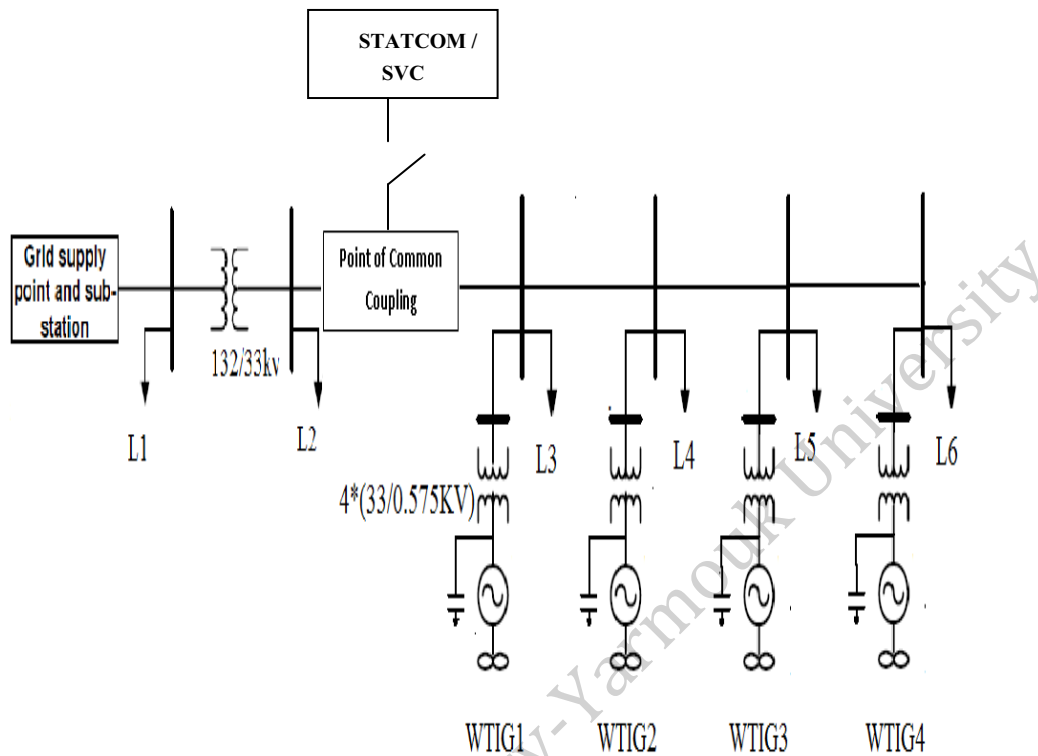 STATCOM /
SVC
Grid supply
point and sub-
station
Point of Common
Coupling
132/33kv
L1
L2
L3
L4
L5
L6
4*(33/0.575KV)
WTIG1
WTIG2
WTIG3
WTIG4
-Yarmouk University